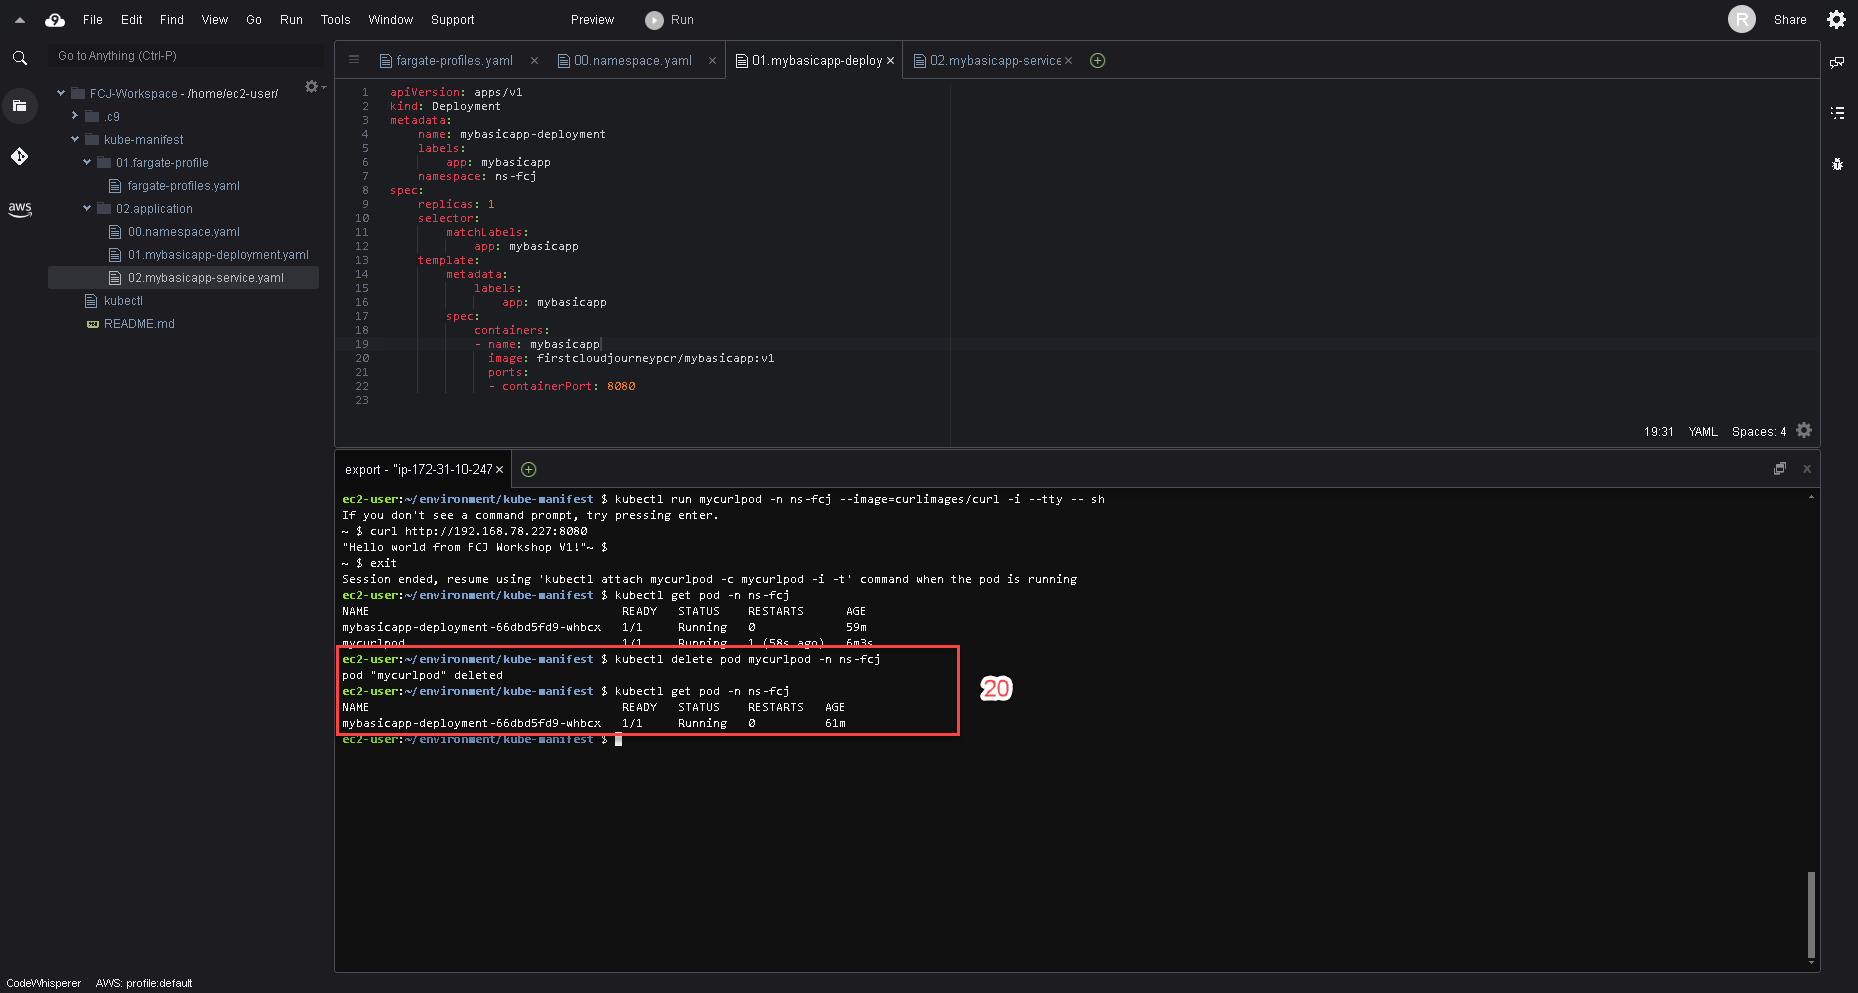 File Edit Find View Go Run Tools Window Support Preview Run R Share
Go to Anything (Ctrl-P)
FCJ-Workspace - /home/ec2-user/
.c9
kube-manifest
01.fargate-profile
fargate-profiles.yaml
02.application
00.namespace.yaml
01.mybasicapp-deployment.yaml
02.mybasicapp-service.yaml
kubectl
README.md
aws
fargate-profiles.yaml 00.namespace.yaml 01.mybasicapp-deploy 02.mybasicapp-service
1 apiVersion: apps/v1
2 kind: Deployment
3 metadata:
4 name: mybasicapp-deployment
5 labels:
6 app: mybasicapp
7 namespace: ns-fcj
8 spec:
9 replicas: 1
10 selector:
11 matchLabels:
12 app: mybasicapp
13 template:
14 metadata:
15 labels:
16 app: mybasicapp
17 spec:
18 containers:
19 - name: mybasicapp
20 image: firstcloudjourneypcr/mybasicapp:v1
21 ports:
22 - containerPort: 8080
23
19:31 YAML Spaces: 4
export - "ip-172-31-10-247
ec2-user:~/environment/kube-manifest $ kubectl run mycurlpod -n ns-fcj --image=curlimages/curl -i --tty -- sh
If you don't see a command prompt, try pressing enter.
~ $ curl http://192.168.78.227:8080
"Hello world from FCJ Workshop V1!"~ $
~ $ exit
Session ended, resume using 'kubectl attach mycurlpod -c mycurlpod -i -t' command when the pod is running
ec2-user:~/environment/kube-manifest $ kubectl get pod -n ns-fcj
NAME READY STATUS RESTARTS AGE
mybasicapp-deployment-66dbd5fd9-whbcx 1/1 Running 0 59m
mycurlpod 1/1 Running 1 (58s ago) 6m3s
ec2-user:~/environment/kube-manifest $ kubectl delete pod mycurlpod -n ns-fcj
pod "mycurlpod" deleted
ec2-user:~/environment/kube-manifest $ kubectl get pod -n ns-fcj
NAME READY STATUS RESTARTS AGE
mybasicapp-deployment-66dbd5fd9-whbcx 1/1 Running 0 61m
ec2-user:~/environment/kube-manifest $
20
CodeWhisperer AWS: profile:default